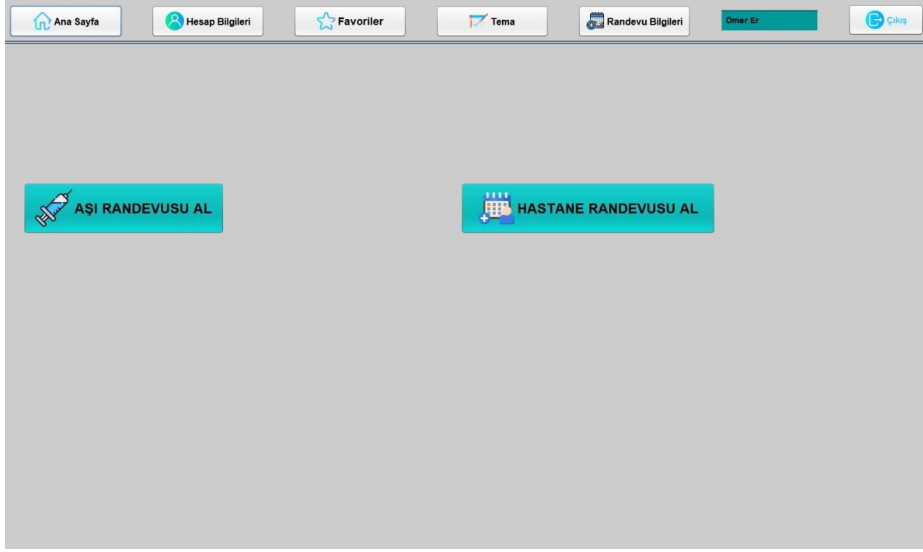 Ana Sayfa
Hesap Bilgileri
Favoriler
Tema
Randevu Bilgileri
Omer Er
Çıkış
AŞI RANDEVUSU AL
HASTANE RANDEVUSU AL